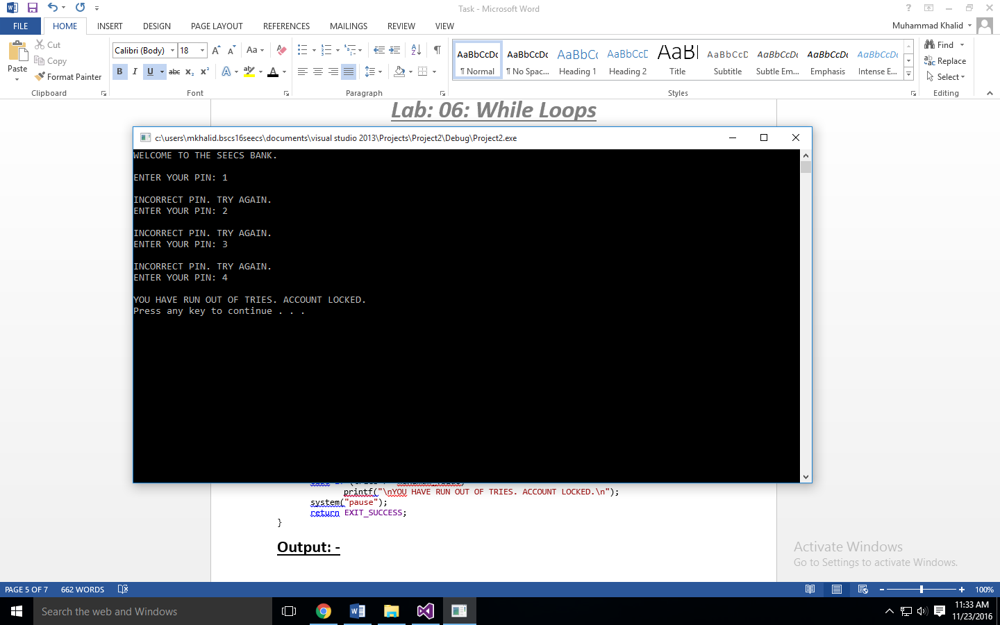 Task - Microsoft Word
FILE HOME INSERT DESIGN PAGE LAYOUT REFERENCES MAILINGS REVIEW VIEW Muhammad Khalid
Paste
Cut
Copy
Format Painter
Clipboard
Calibri (Body) 18
Font
Paragraph
AaBbCcDc AaBbCcDc AaBbCc AaBbCcD AaBl AaBbCcD AaBbCcDc AaBbCcDc AaBbCcDc
¶ Normal ¶ No Spac... Heading 1 Heading 2 Title Subtitle Subtle Em... Emphasis Intense E...
Styles
Find
Replace
Select
Editing
Lab: 06: While Loops
c:\users\mkhalid.bscs16seecs\documents\visual studio 2013\Projects\Project2\Debug\Project2.exe
WELCOME TO THE SEECS BANK.
ENTER YOUR PIN: 1
INCORRECT PIN. TRY AGAIN.
ENTER YOUR PIN: 2
INCORRECT PIN. TRY AGAIN.
ENTER YOUR PIN: 3
INCORRECT PIN. TRY AGAIN.
ENTER YOUR PIN: 4
YOU HAVE RUN OUT OF TRIES. ACCOUNT LOCKED.
Press any key to continue . . .
printf("\nYOU HAVE RUN OUT OF TRIES. ACCOUNT LOCKED.\n");
system("pause");
return EXIT_SUCCESS;
}
Output: -
Activate Windows
Go to Settings to activate Windows.
PAGE 5 OF 7 662 WORDS 100%
Search the web and Windows
11:33 AM
11/23/2016